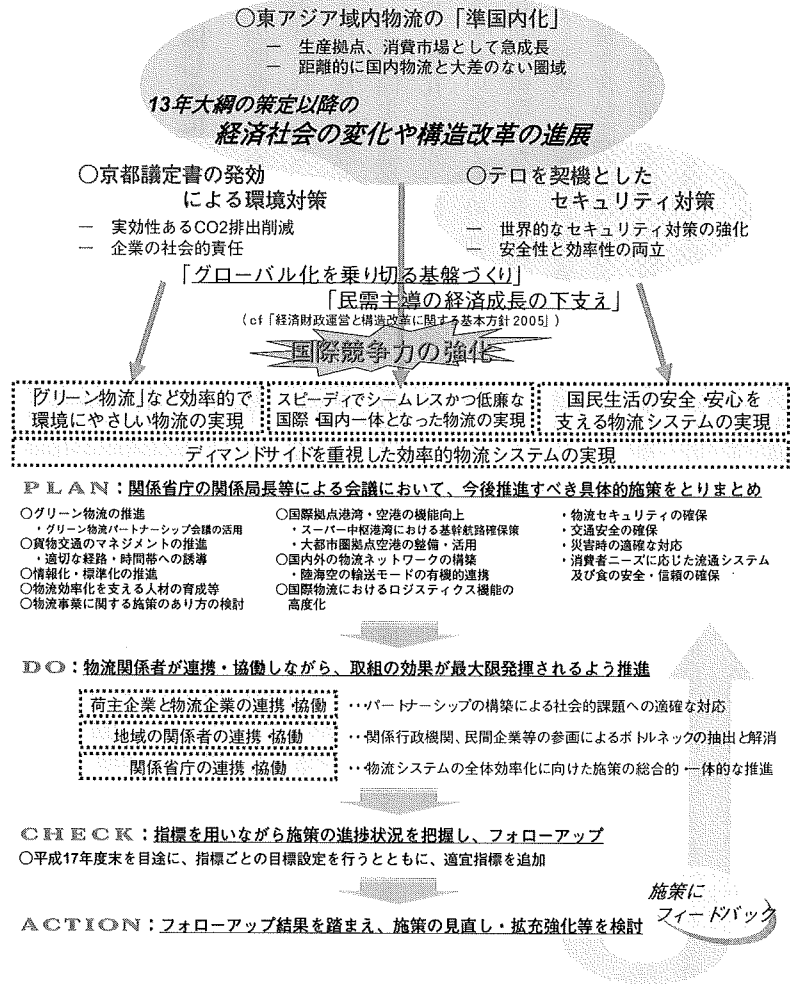 ○東アジア域内物流の「準国内化」
― 生産拠点、消費市場として急成長
― 距離的に国内物流と大差のない圏域
13年大綱の策定以降の
経済社会の変化や構造改革の進展
○京都議定書の発効
による環境対策
― 実効性あるCO2排出削減
― 企業の社会的責任
○テロを契機とした
セキュリティ対策
― 世界的なセキュリティ対策の強化
― 安全性と効率性の両立
「グローバル化を乗り切る基盤づくり」
「民需主導の経済成長の下支え」
(cf「経済財政運営と構造改革に関する基本方針2005」)
国際競争力の強化
「グリーン物流」など効率的で
環境にやさしい物流の実現
スピーディでシームレスかつ低廉な
国際・国内一体となった物流の実現
国民生活の安全・安心を
支える物流システムの実現
ディマンドサイドを重視した効率的物流システムの実現
PLAN:関係省庁の関係局長等による会議において、今後推進すべき具体的施策をとりまとめ
○グリーン物流の推進
・グリーン物流パートナーシップ会議の活用
○貨物交通のマネジメントの推進
・適切な経路・時間帯への誘導
○情報化・標準化の推進
○物流効率化を支える人材の育成等
○物流事業に関する施策のあり方の検討
○国際拠点港湾・空港の機能向上
・スーパー中枢港湾における基幹航路確保策
・大都市圏拠点空港の整備・活用
○国内外の物流ネットワークの構築
・陸海空の輸送モードの有機的連携
○国際物流におけるロジスティクス機能の
高度化
・物流セキュリティの確保
・交通安全の確保
・災害時の適確な対応
・消費者ニーズに応じた流通システム
及び食の安全・信頼の確保
DO:物流関係者が連携・協働しながら、取組の効果が最大限発揮されるよう推進
荷主企業と物流企業の連携・協働 ・・パートナーシップの構築による社会的課題への適確な対応
地域の関係者の連携・協働 ・・関係行政機関、民間企業等の参画によるボトルネックの抽出と解消
関係省庁の連携・協働 ・・物流システムの全体効率化に向けた施策の総合的・一体的な推進
CHECK:指標を用いながら施策の進捗状況を把握し、フォローアップ
○平成17年度末を目途に、指標ごとの目標設定を行うとともに、適宜指標を追加
施策に
フィードバック
ACTION:フォローアップ結果を踏まえ、施策の見直し・拡充強化等を検討